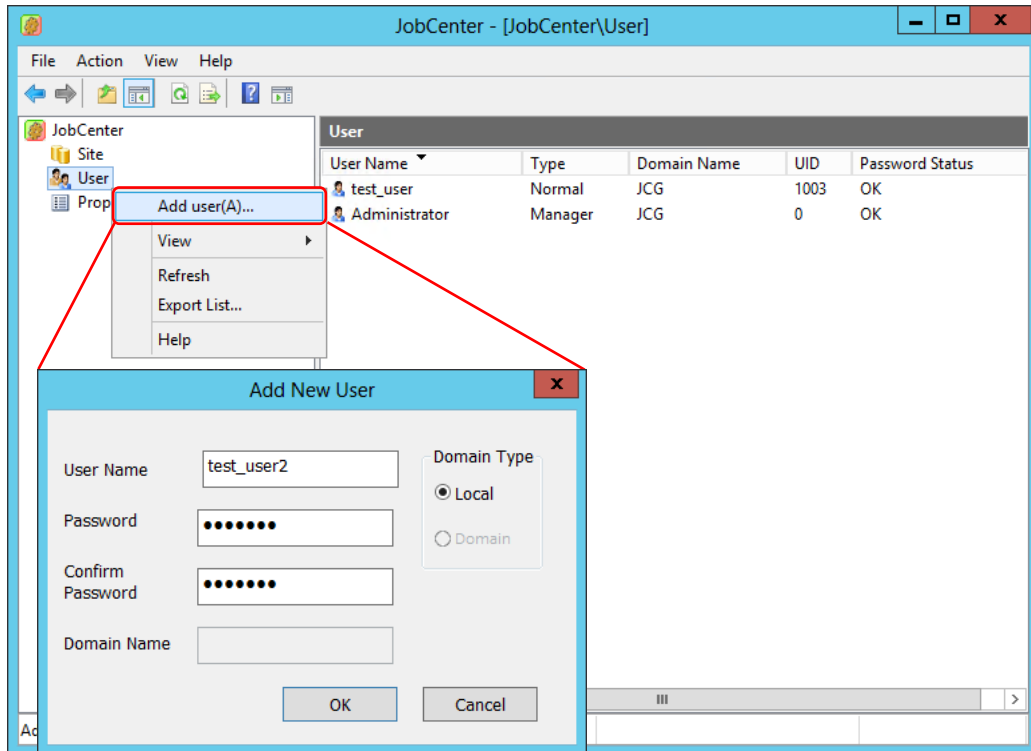 JobCenter - [JobCenter\User]
File Action View Help
JobCenter
Site
User
Prop
Add user(A)...
View
Refresh
Export List...
Help
User
User Name Type Domain Name UID Password Status
test_user Normal JCG 1003 OK
Administrator Manager JCG 0 OK
Add New User
User Name test_user2
Password
Confirm
Password
Domain Name
Domain Type
Local
Domain
OK Cancel
Ad